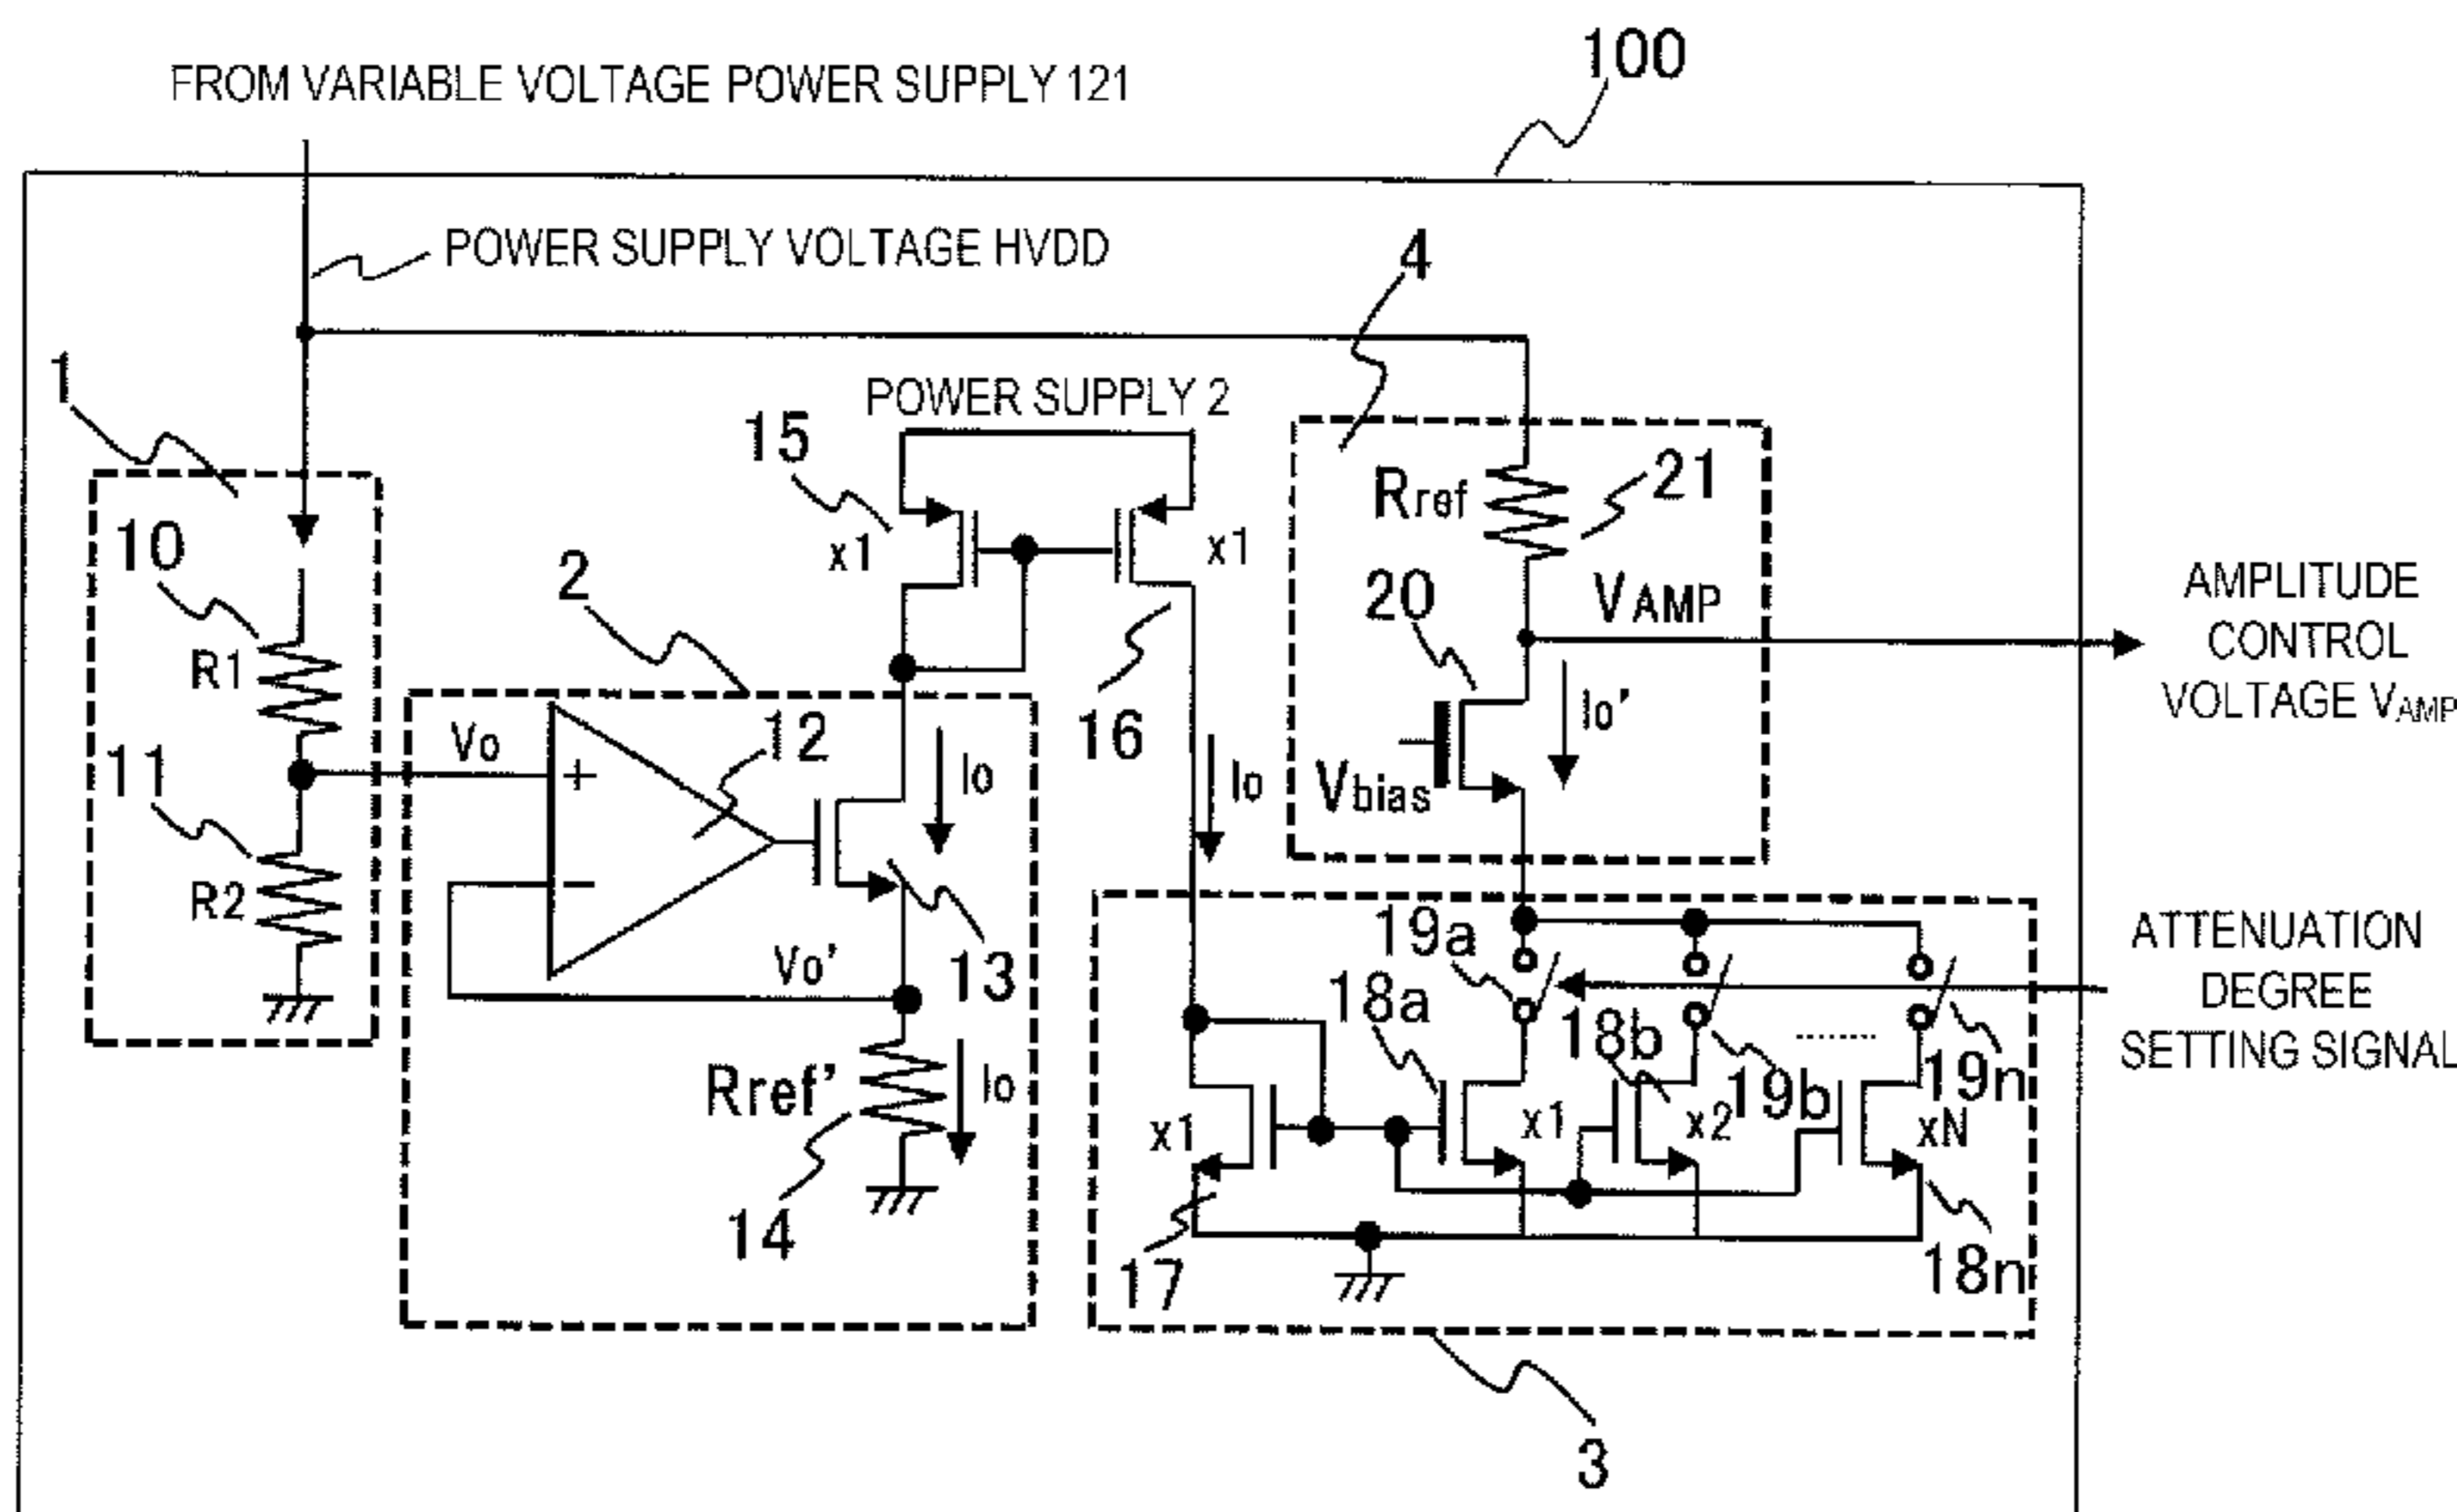 100
FROM VARIABLE VOLTAGE POWER SUPPLY 121
POWER SUPPLY VOLTAGE HVDD
4
1
POWER SUPPLY 2
15
Rref
21
10
x1
x1
2
20
VAMP
AMPLITUDE
CONTROL
VOLTAGE VAMP
R1
16
Io'
11
Vo
12
Io
Io
Vbias
+
R2
−
19a
ATTENUATION
DEGREE
SETTING SIGNAL
Vo'
13
18a
18b
........
Rref'
Io
19b
19n
x1
x1
x2
xN
14
17
18n
3